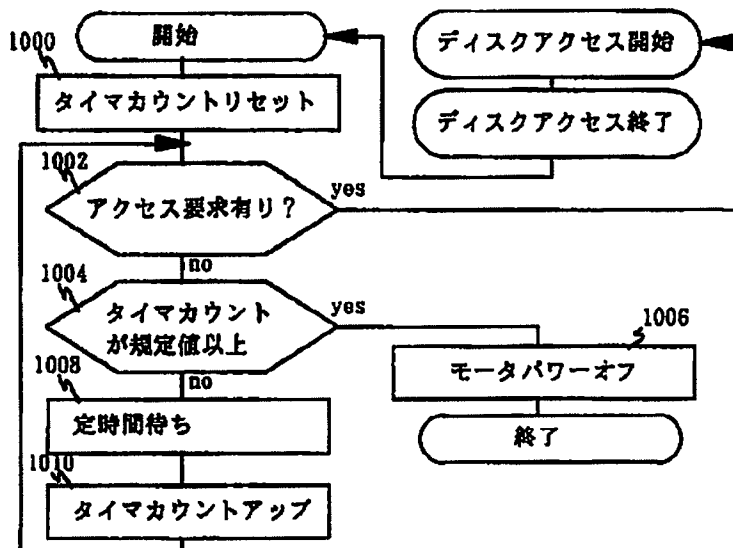 1000
開始
タイマカウントリセット
ディスクアクセス開始
ディスクアクセス終了
1002
アクセス要求有り?
yes
no
1004
タイマカウント
が規定値以上
yes
no
1006
モータパワーオフ
終了
1008
定時間待ち
1010
タイマカウントアップ